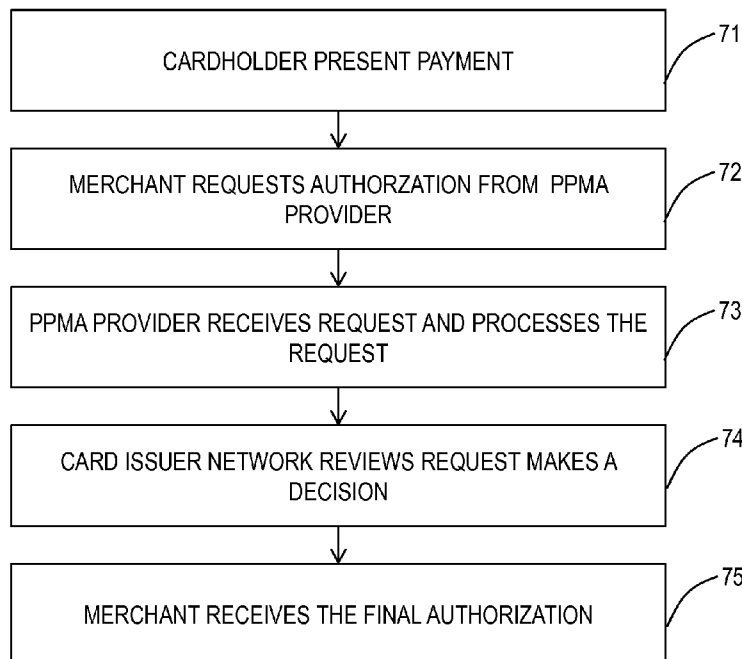 CARDHOLDER PRESENT PAYMENT
71
MERCHANT REQUESTS AUTHORZATION FROM PPMA
PROVIDER
72
PPMA PROVIDER RECEIVES REQUEST AND PROCESSES THE
REQUEST
73
CARD ISSUER NETWORK REVIEWS REQUEST MAKES A
DECISION
74
MERCHANT RECEIVES THE FINAL AUTHORIZATION
75